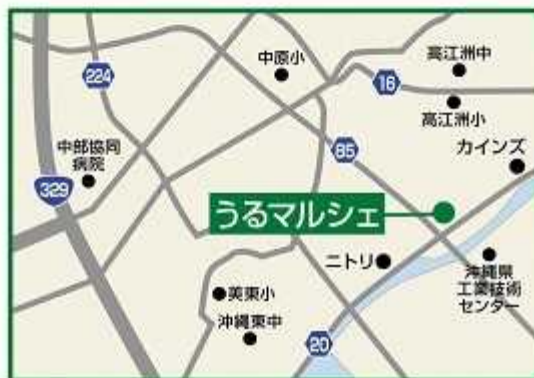 224
中原小
高江洲中
16
高江洲小
中部協同
病院
85
カインズ
329
うるマルシェ
ニトリ
沖縄県
工業技術
センター
美東小
沖縄東中
20